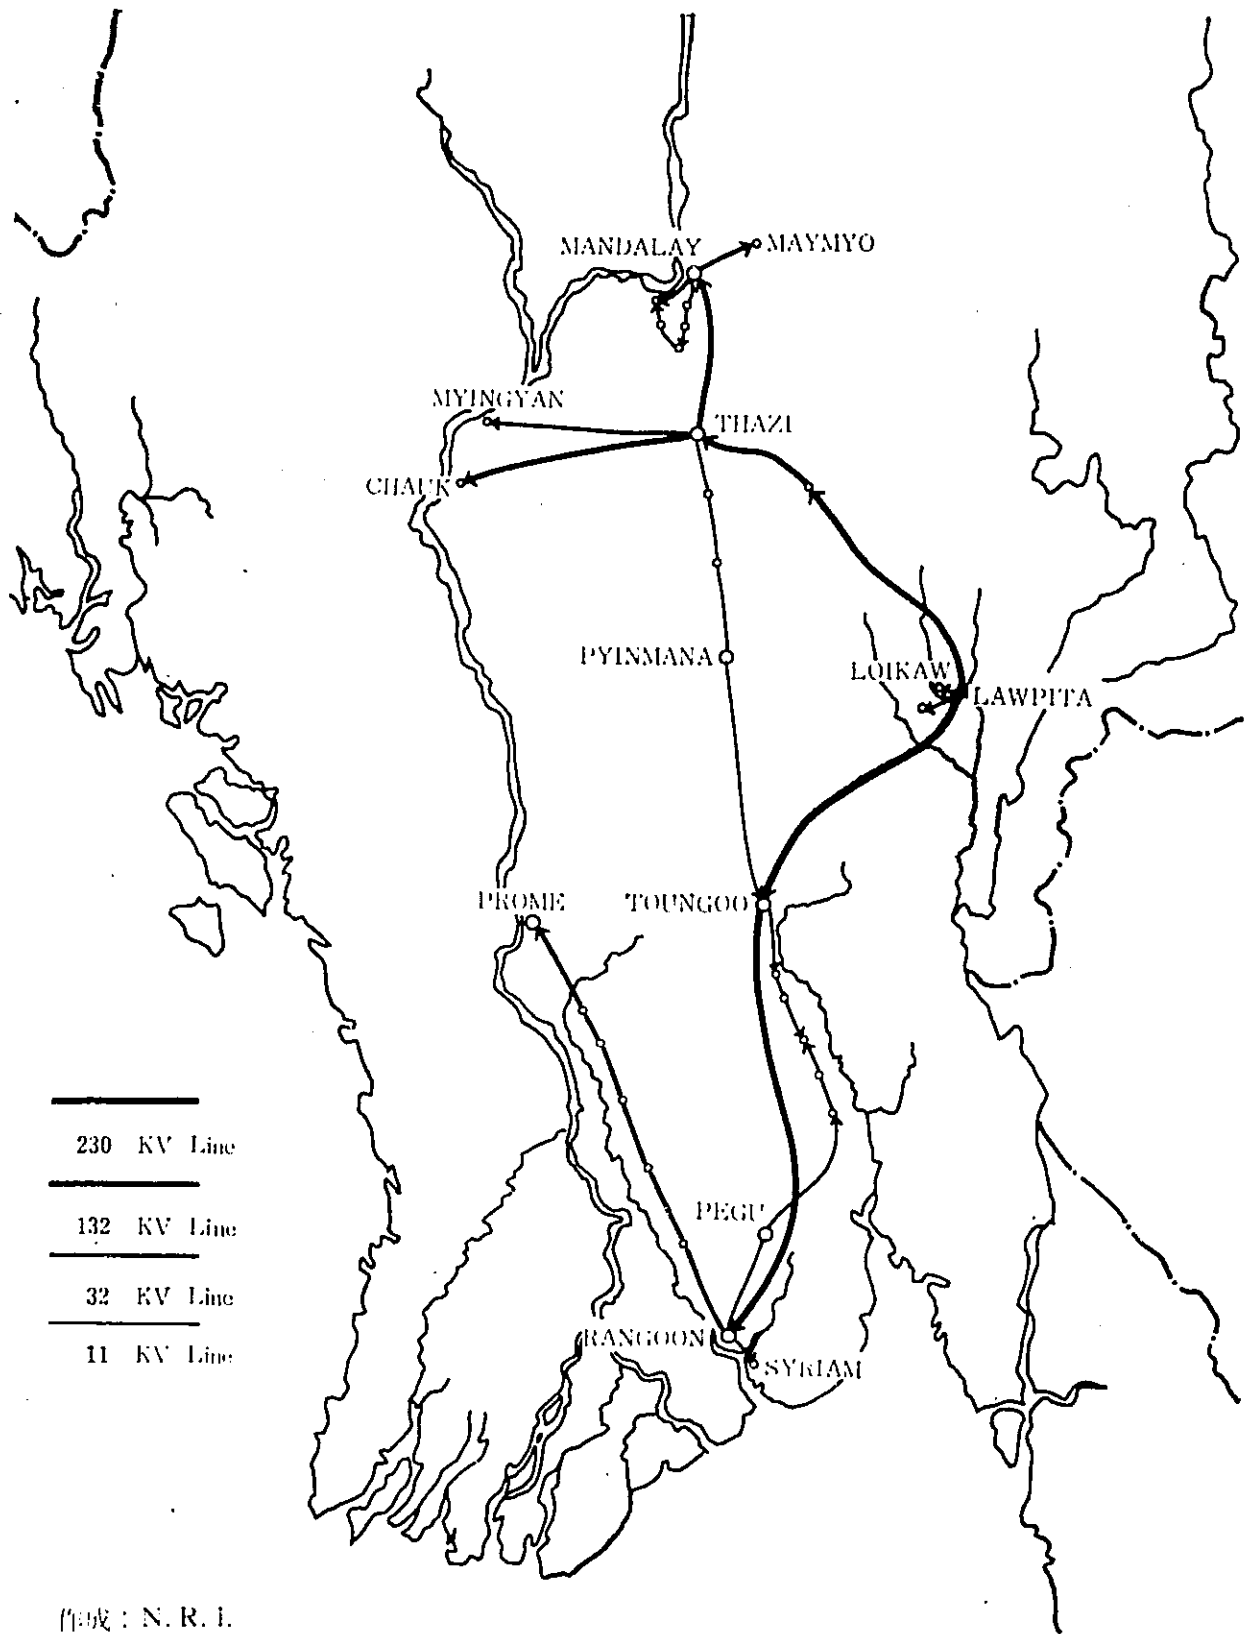 MANDALAY
MAYMYO
MYINGYAN
THAZI
CHAUK
PYINMANA
LOIKAW
LAWPITA
PROME
TOUNGOO
230 KV Line
132 KV Line
PEGU
32 KV Line
RANGOON
11 KV Line
SYRIAM
作成：N. R. I.